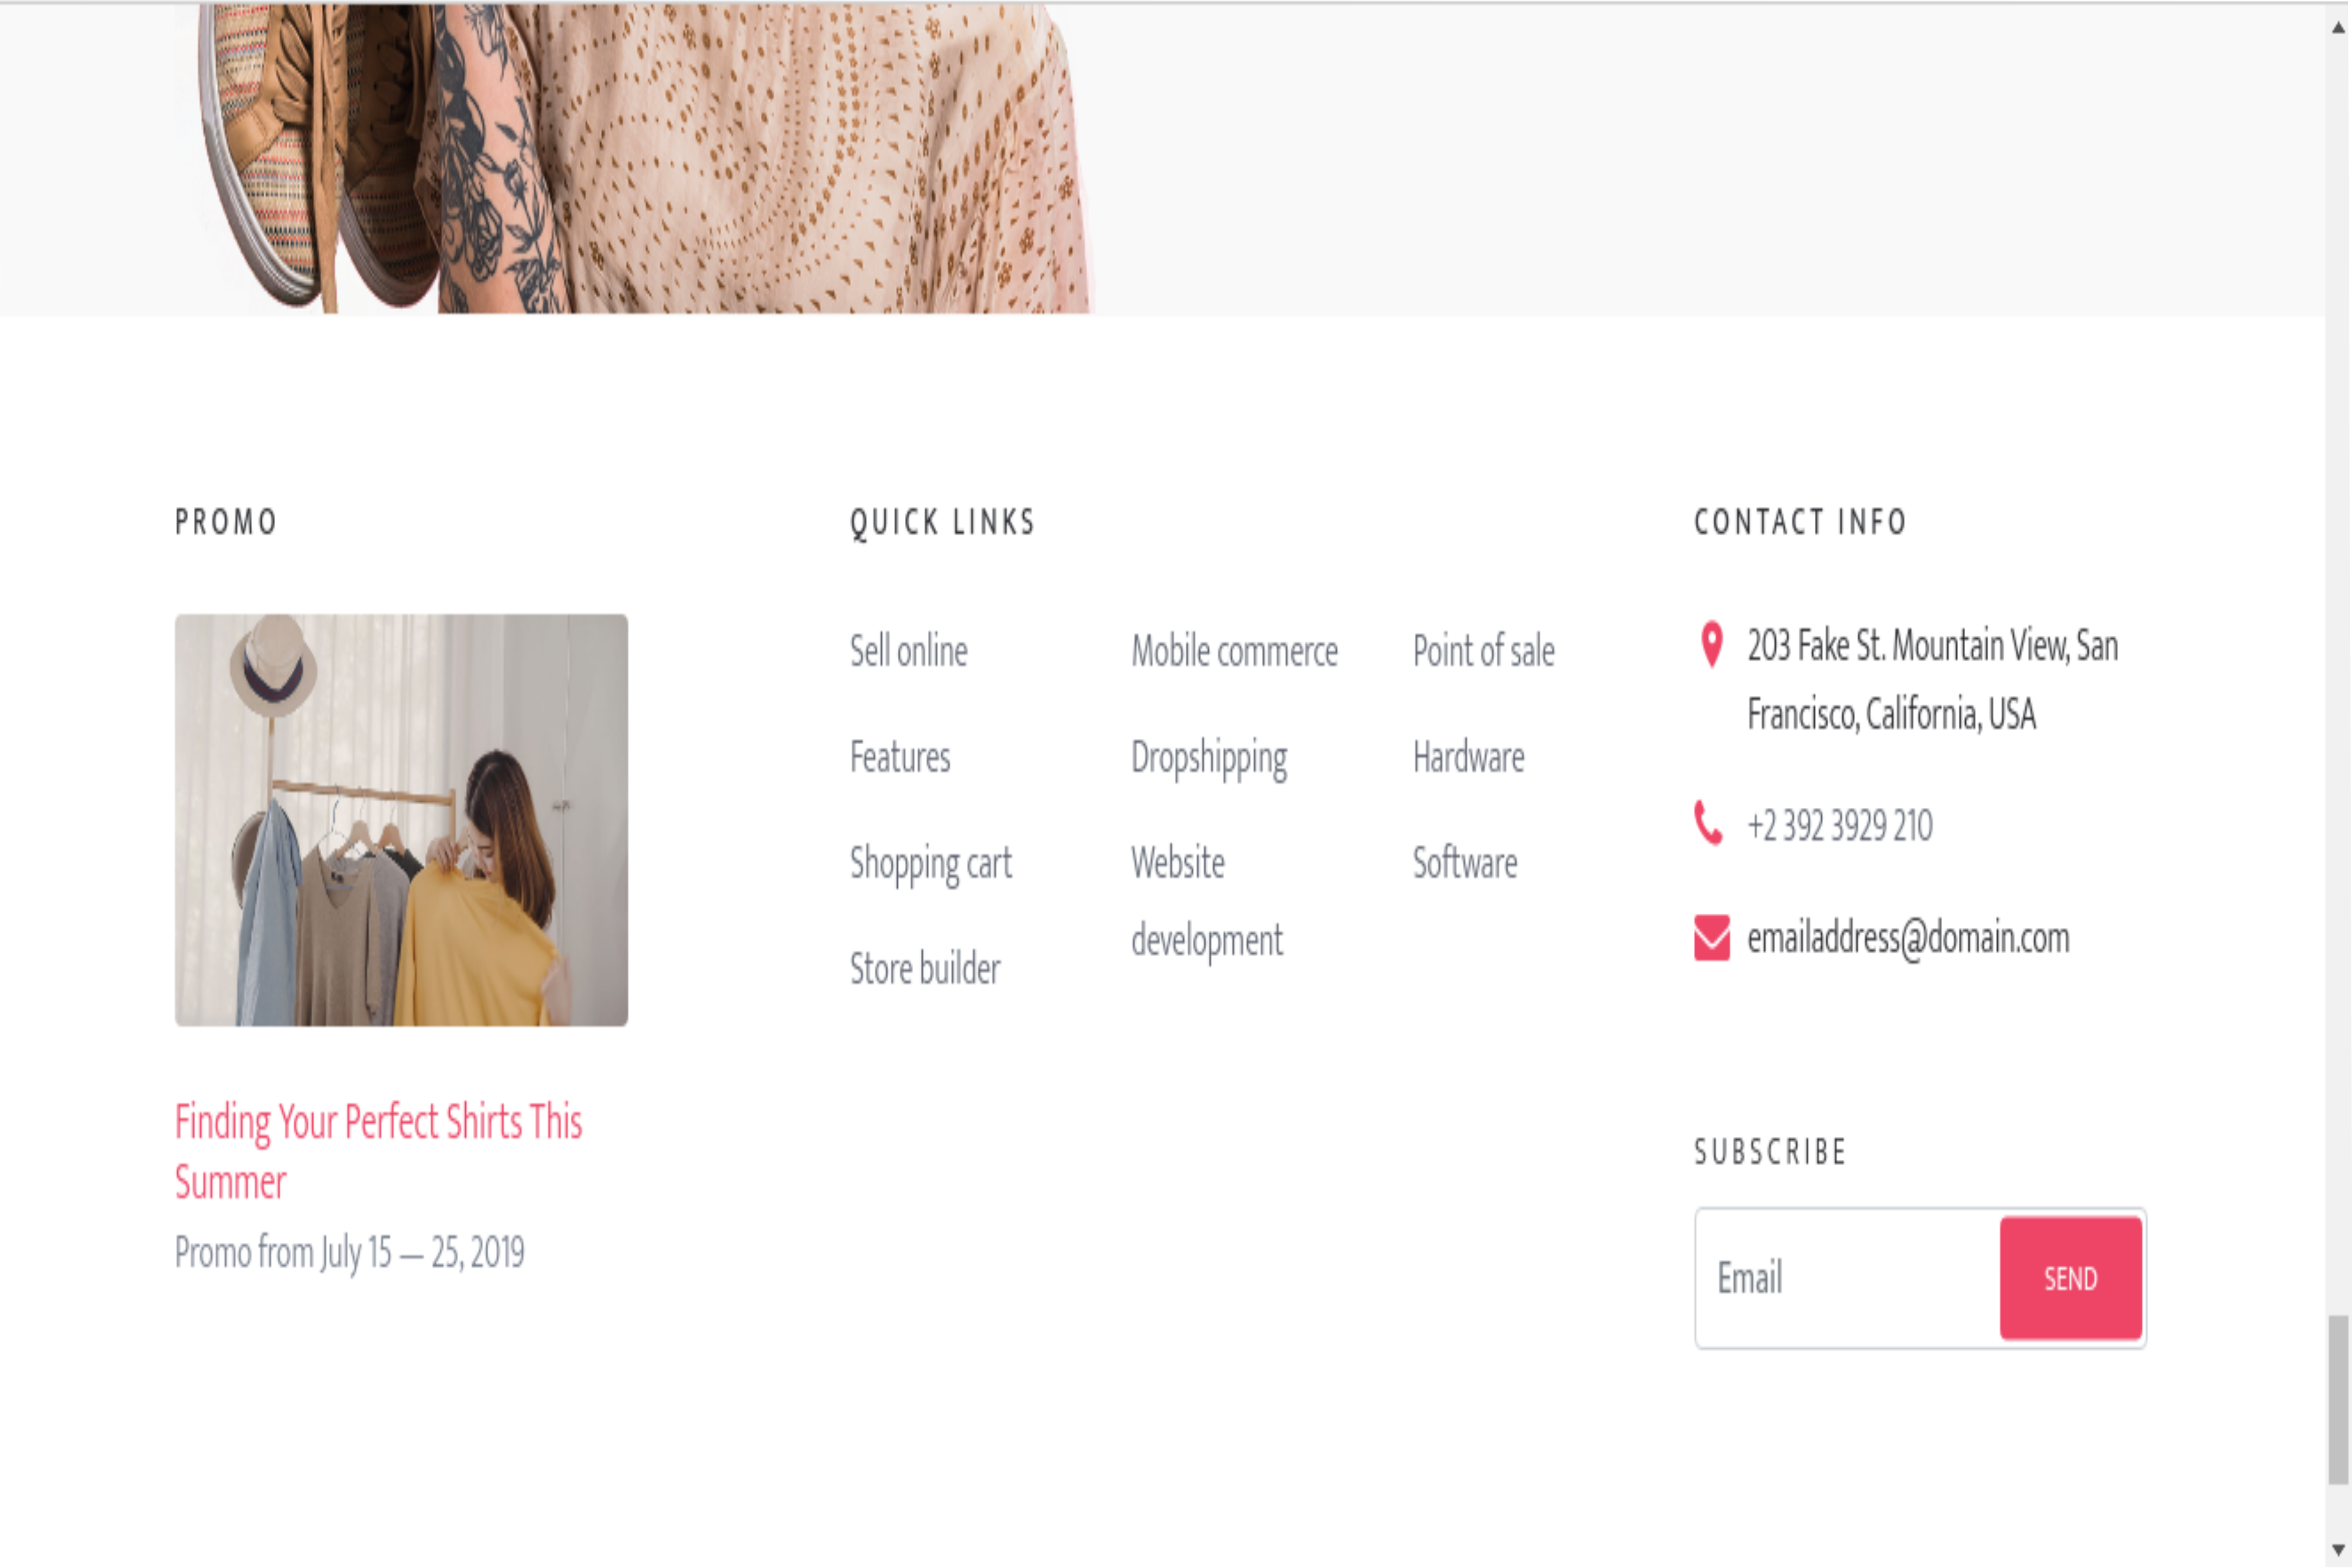 PROMO
Finding Your Perfect Shirts This
Summer
Promo from July 15 — 25, 2019
QUICK LINKS
Sell online
Features
Shopping cart
Store builder
Mobile commerce
Dropshipping
Website
development
Point of sale
Hardware
Software
CONTACT INFO
203 Fake St. Mountain View, San
Francisco, California, USA
+2 392 3929 210
emailaddress@domain.com
SUBSCRIBE
Email
SEND